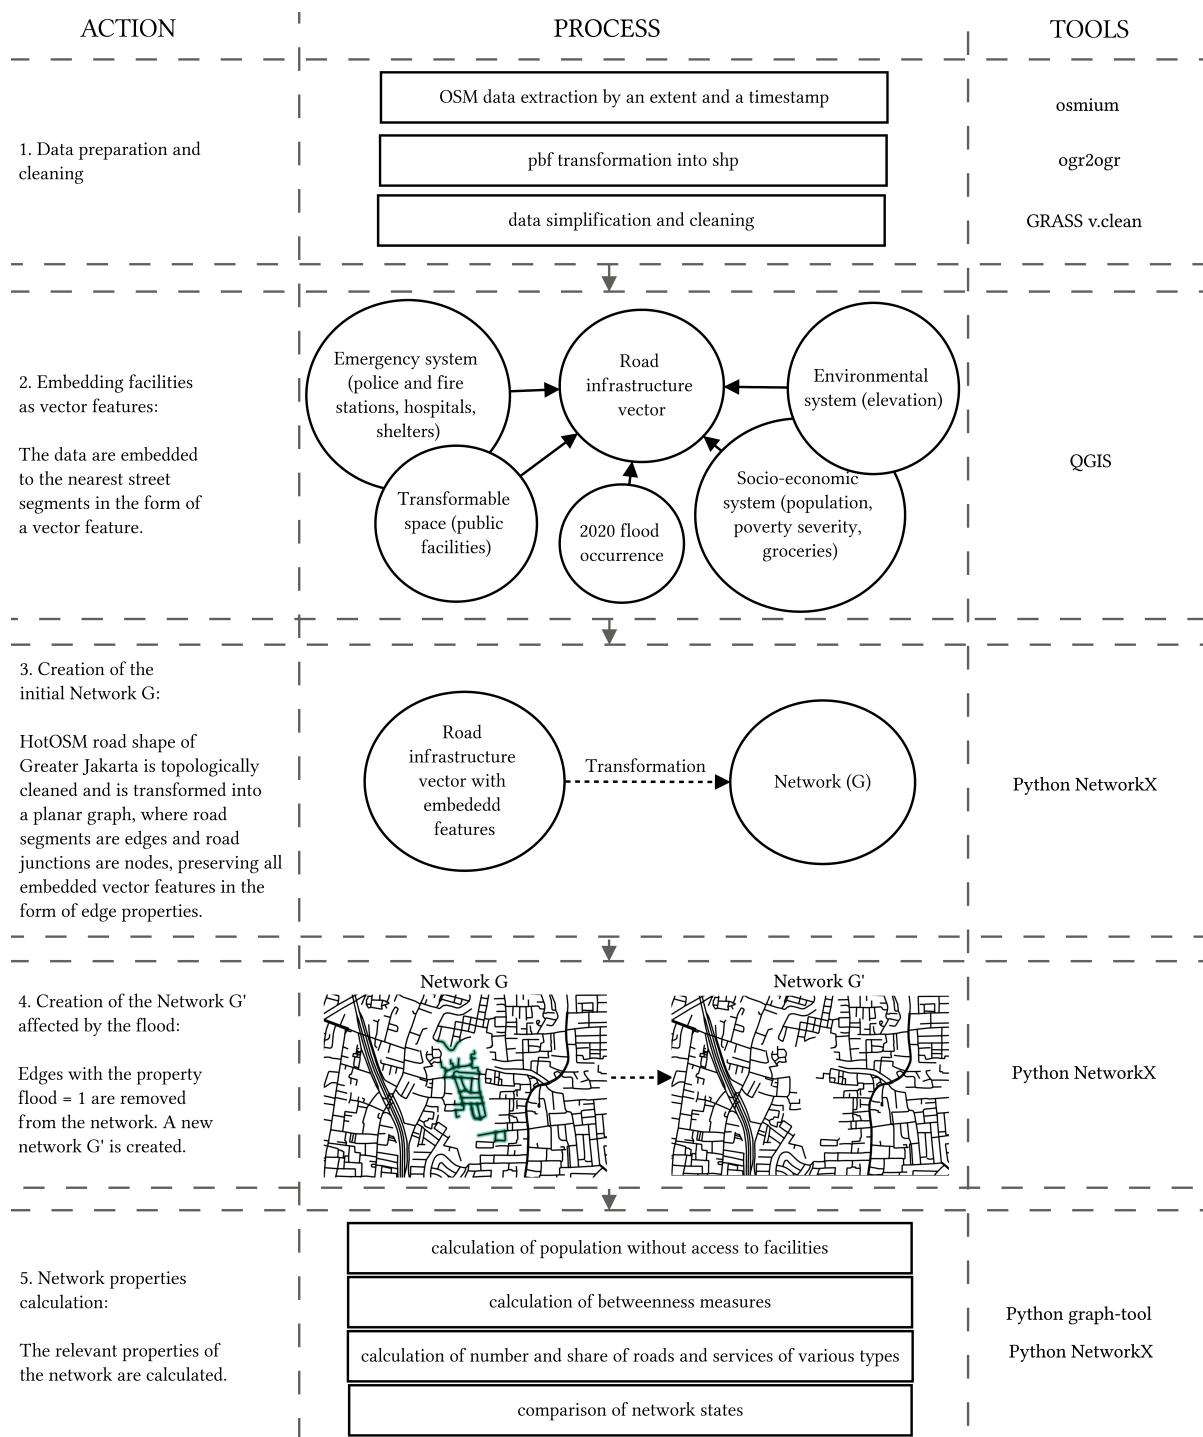 ACTION
PROCESS
TOOLS
1. Data preparation and
cleaning
OSM data extraction by an extent and a timestamp
pbf transformation into shp
data simplification and cleaning
osmium
ogr2ogr
GRASS v.clean
2. Embedding facilities
as vector features:
The data are embedded
to the nearest street
segments in the form of
a vector feature.
Emergency system
(police and fire
stations, hospitals,
shelters)
Road
infrastructure
vector
Environmental
system (elevation)
Transformable
space (public
facilities)
2020 flood
occurrence
Socio-economic
system (population,
poverty severity,
groceries)
QGIS
3. Creation of the
initial Network G:
HotOSM road shape of
Greater Jakarta is topologically
cleaned and is transformed into
a planar graph, where road
segments are edges and road
junctions are nodes, preserving all
embedded vector features in the
form of edge properties.
Road
infrastructure
vector with
embededd
features
Transformation
Network (G)
Python NetworkX
4. Creation of the Network G'
affected by the flood:
Edges with the property
flood = 1 are removed
from the network. A new
network G' is created.
Network G
Network G'
Python NetworkX
5. Network properties
calculation:
The relevant properties of
the network are calculated.
calculation of population without access to facilities
calculation of betweenness measures
calculation of number and share of roads and services of various types
comparison of network states
Python graph-tool
Python NetworkX